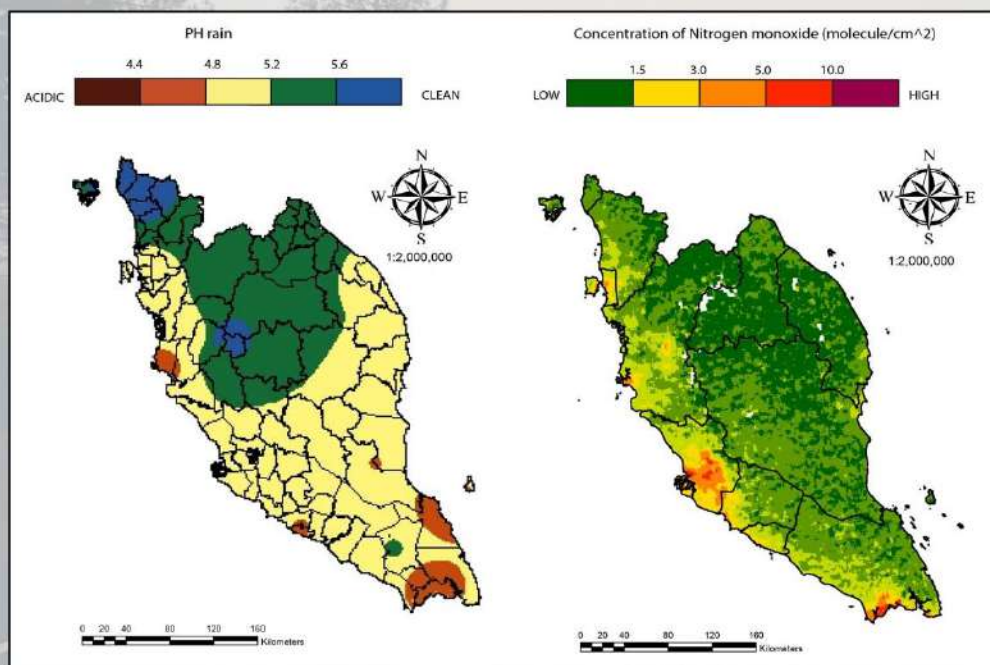 PH rain
4.4 4.8 5.2 5.6
ACIDIC CLEAN
N
W E
S
1:2,000,000
0 20 40 80 120 160
Kilometers
Concentration of Nitrogen monoxide (molecule/cm^2)
1.5 3.0 5.0 10.0
LOW HIGH
N
W E
S
1:2,000,000
0 20 40 80 120 160
Kilometers